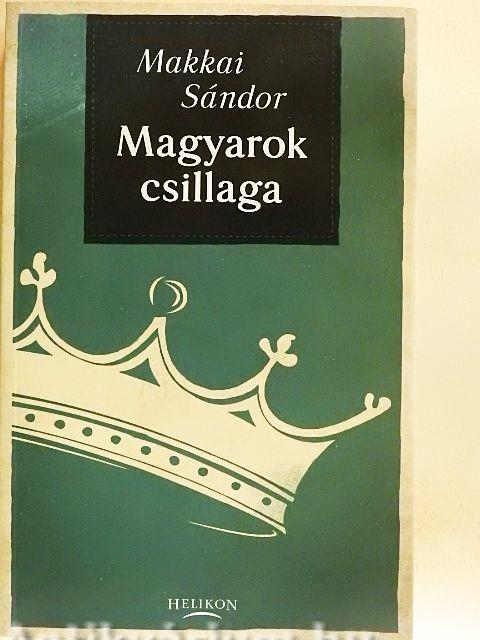 Makkai
Sándor
Magyarok
csillaga
HELIKON